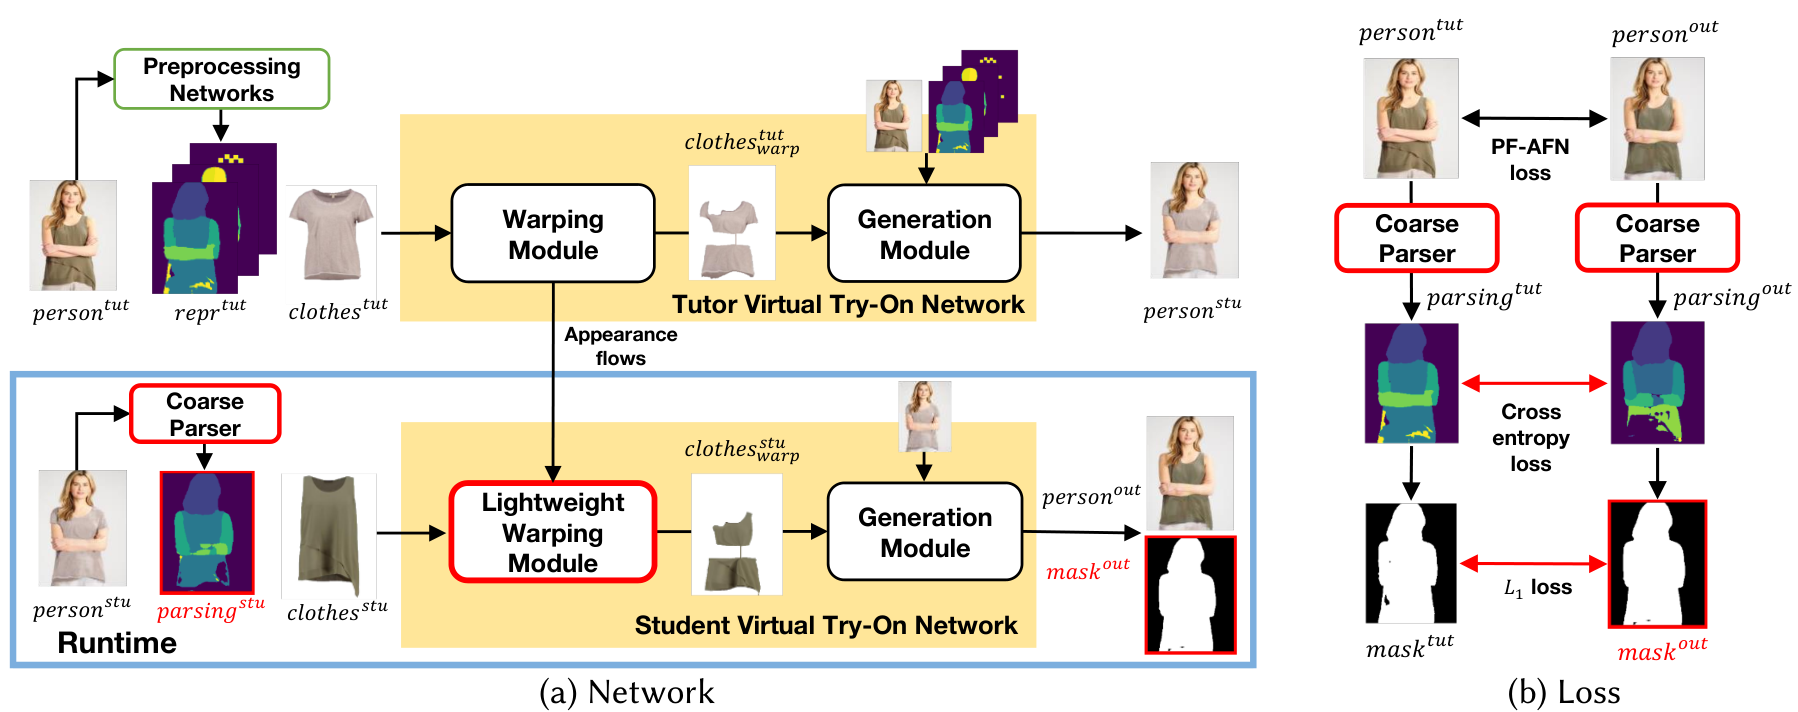 Preprocessing
Networks
person^{tut}
repr^{tut}
clothes^{tut}
Warping
Module
clothes_{warp}^{tut}
Generation
Module
Tutor Virtual Try-On Network
person^{stu}
Appearance
flows
Coarse
Parser
person^{stu}
parsing^{stu}
clothes^{stu}
Runtime
Lightweight
Warping
Module
clothes_{warp}^{stu}
Generation
Module
Student Virtual Try-On Network
person^{out}
mask^{out}
(a) Network
person^{tut}
person^{out}
PF-AFN
loss
Coarse
Parser
Coarse
Parser
parsing^{tut}
parsing^{out}
Cross
entropy
loss
L_1 loss
mask^{tut}
mask^{out}
(b) Loss